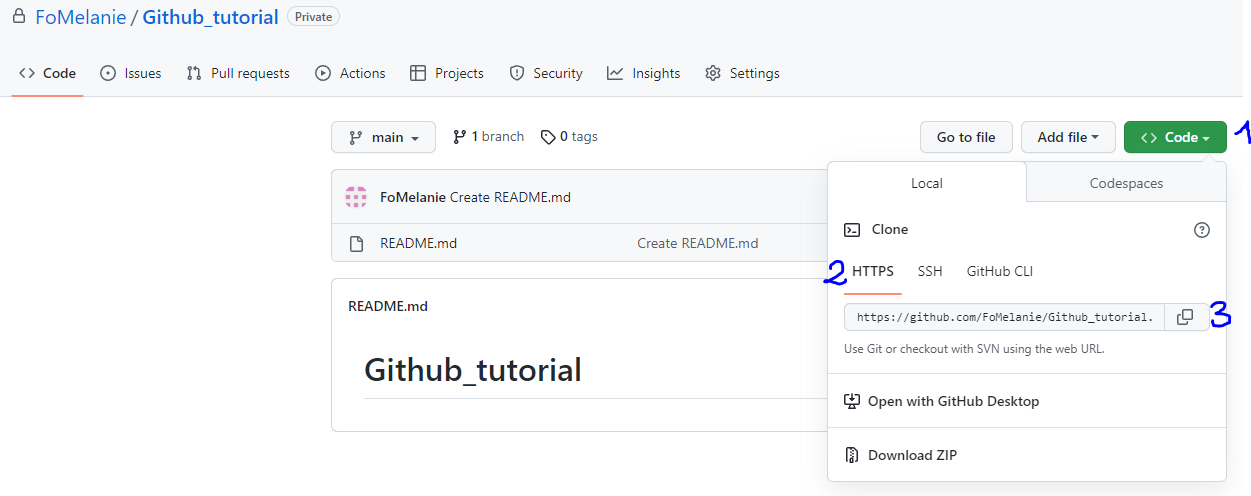 FoMelanie / Github_tutorial Private
Code Issues Pull requests Actions Projects Security Insights Settings
main 1 branch 0 tags Go to file Add file Code 1
FoMelanie Create README.md
README.md Create README.md
README.md
Github_tutorial
Local Codespaces
Clone
2 HTTPS SSH GitHub CLI
https://github.com/FoMelanie/Github_tutorial. 3
Use Git or checkout with SVN using the web URL.
Open with GitHub Desktop
Download ZIP